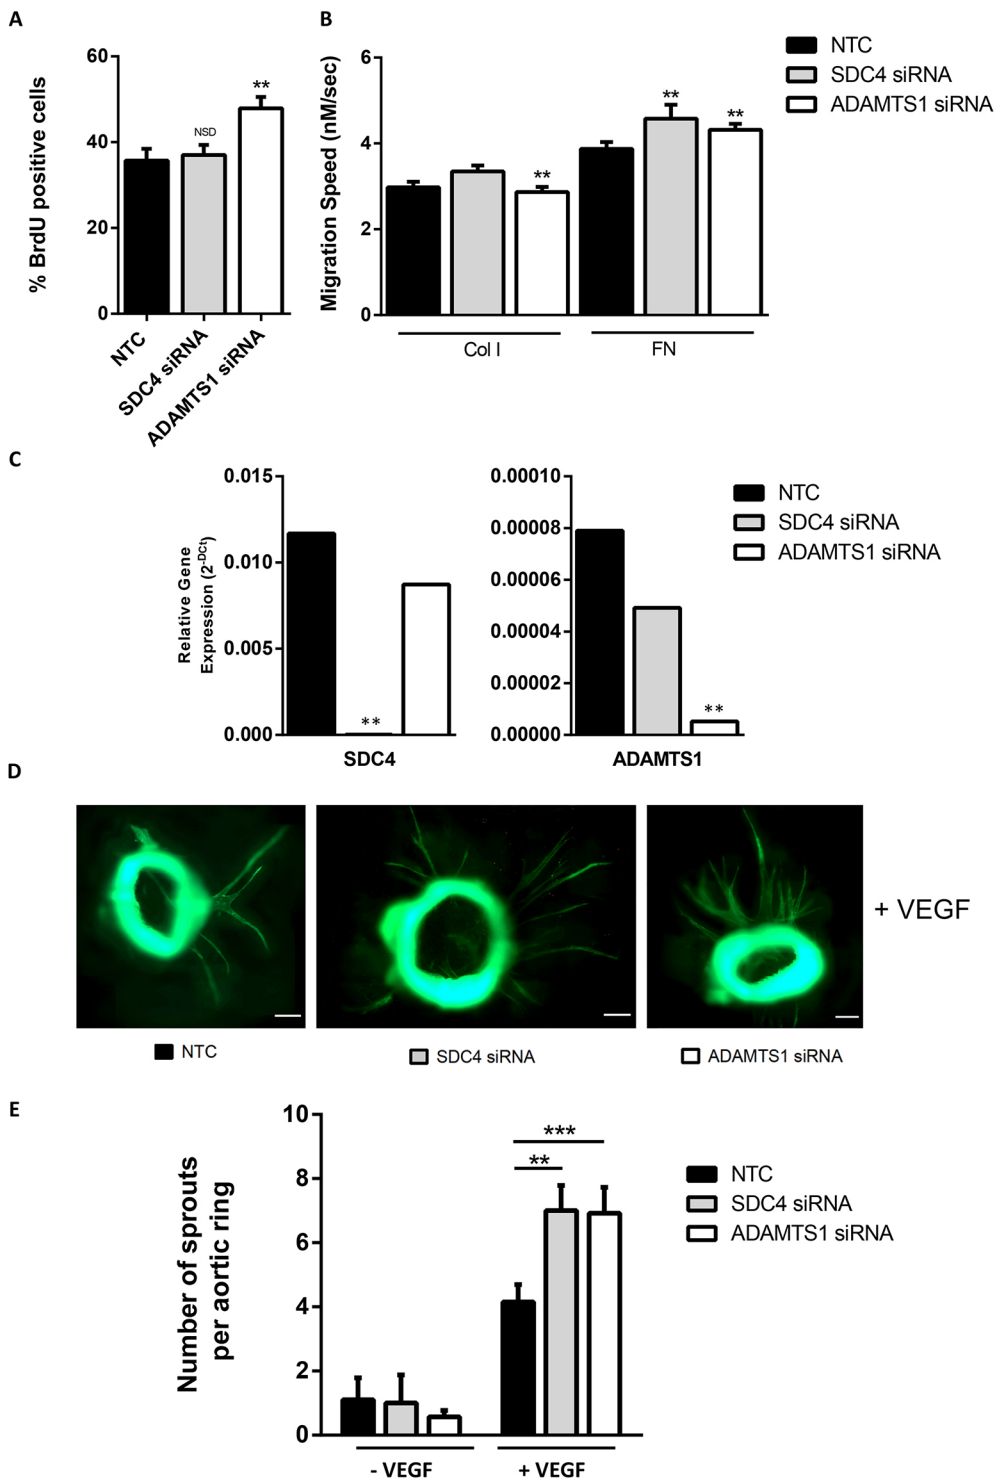 A
% BrdU positive cells
60
40
20
0
NSD
**
NTC
SDC4 siRNA
ADAMTS1 siRNA
B
Migration Speed (nM/sec)
6
4
2
0
**
**
**
Col I
FN
NTC
SDC4 siRNA
ADAMTS1 siRNA
C
Relative Gene
Expression (2-DCt)
0.015
0.010
0.005
0.000
**
SDC4
0.00010
0.00008
0.00006
0.00004
0.00002
0.00000
**
ADAMTS1
NTC
SDC4 siRNA
ADAMTS1 siRNA
D
+ VEGF
NTC
SDC4 siRNA
ADAMTS1 siRNA
E
Number of sprouts
per aortic ring
10
8
6
4
2
0
***
**
- VEGF
+ VEGF
NTC
SDC4 siRNA
ADAMTS1 siRNA